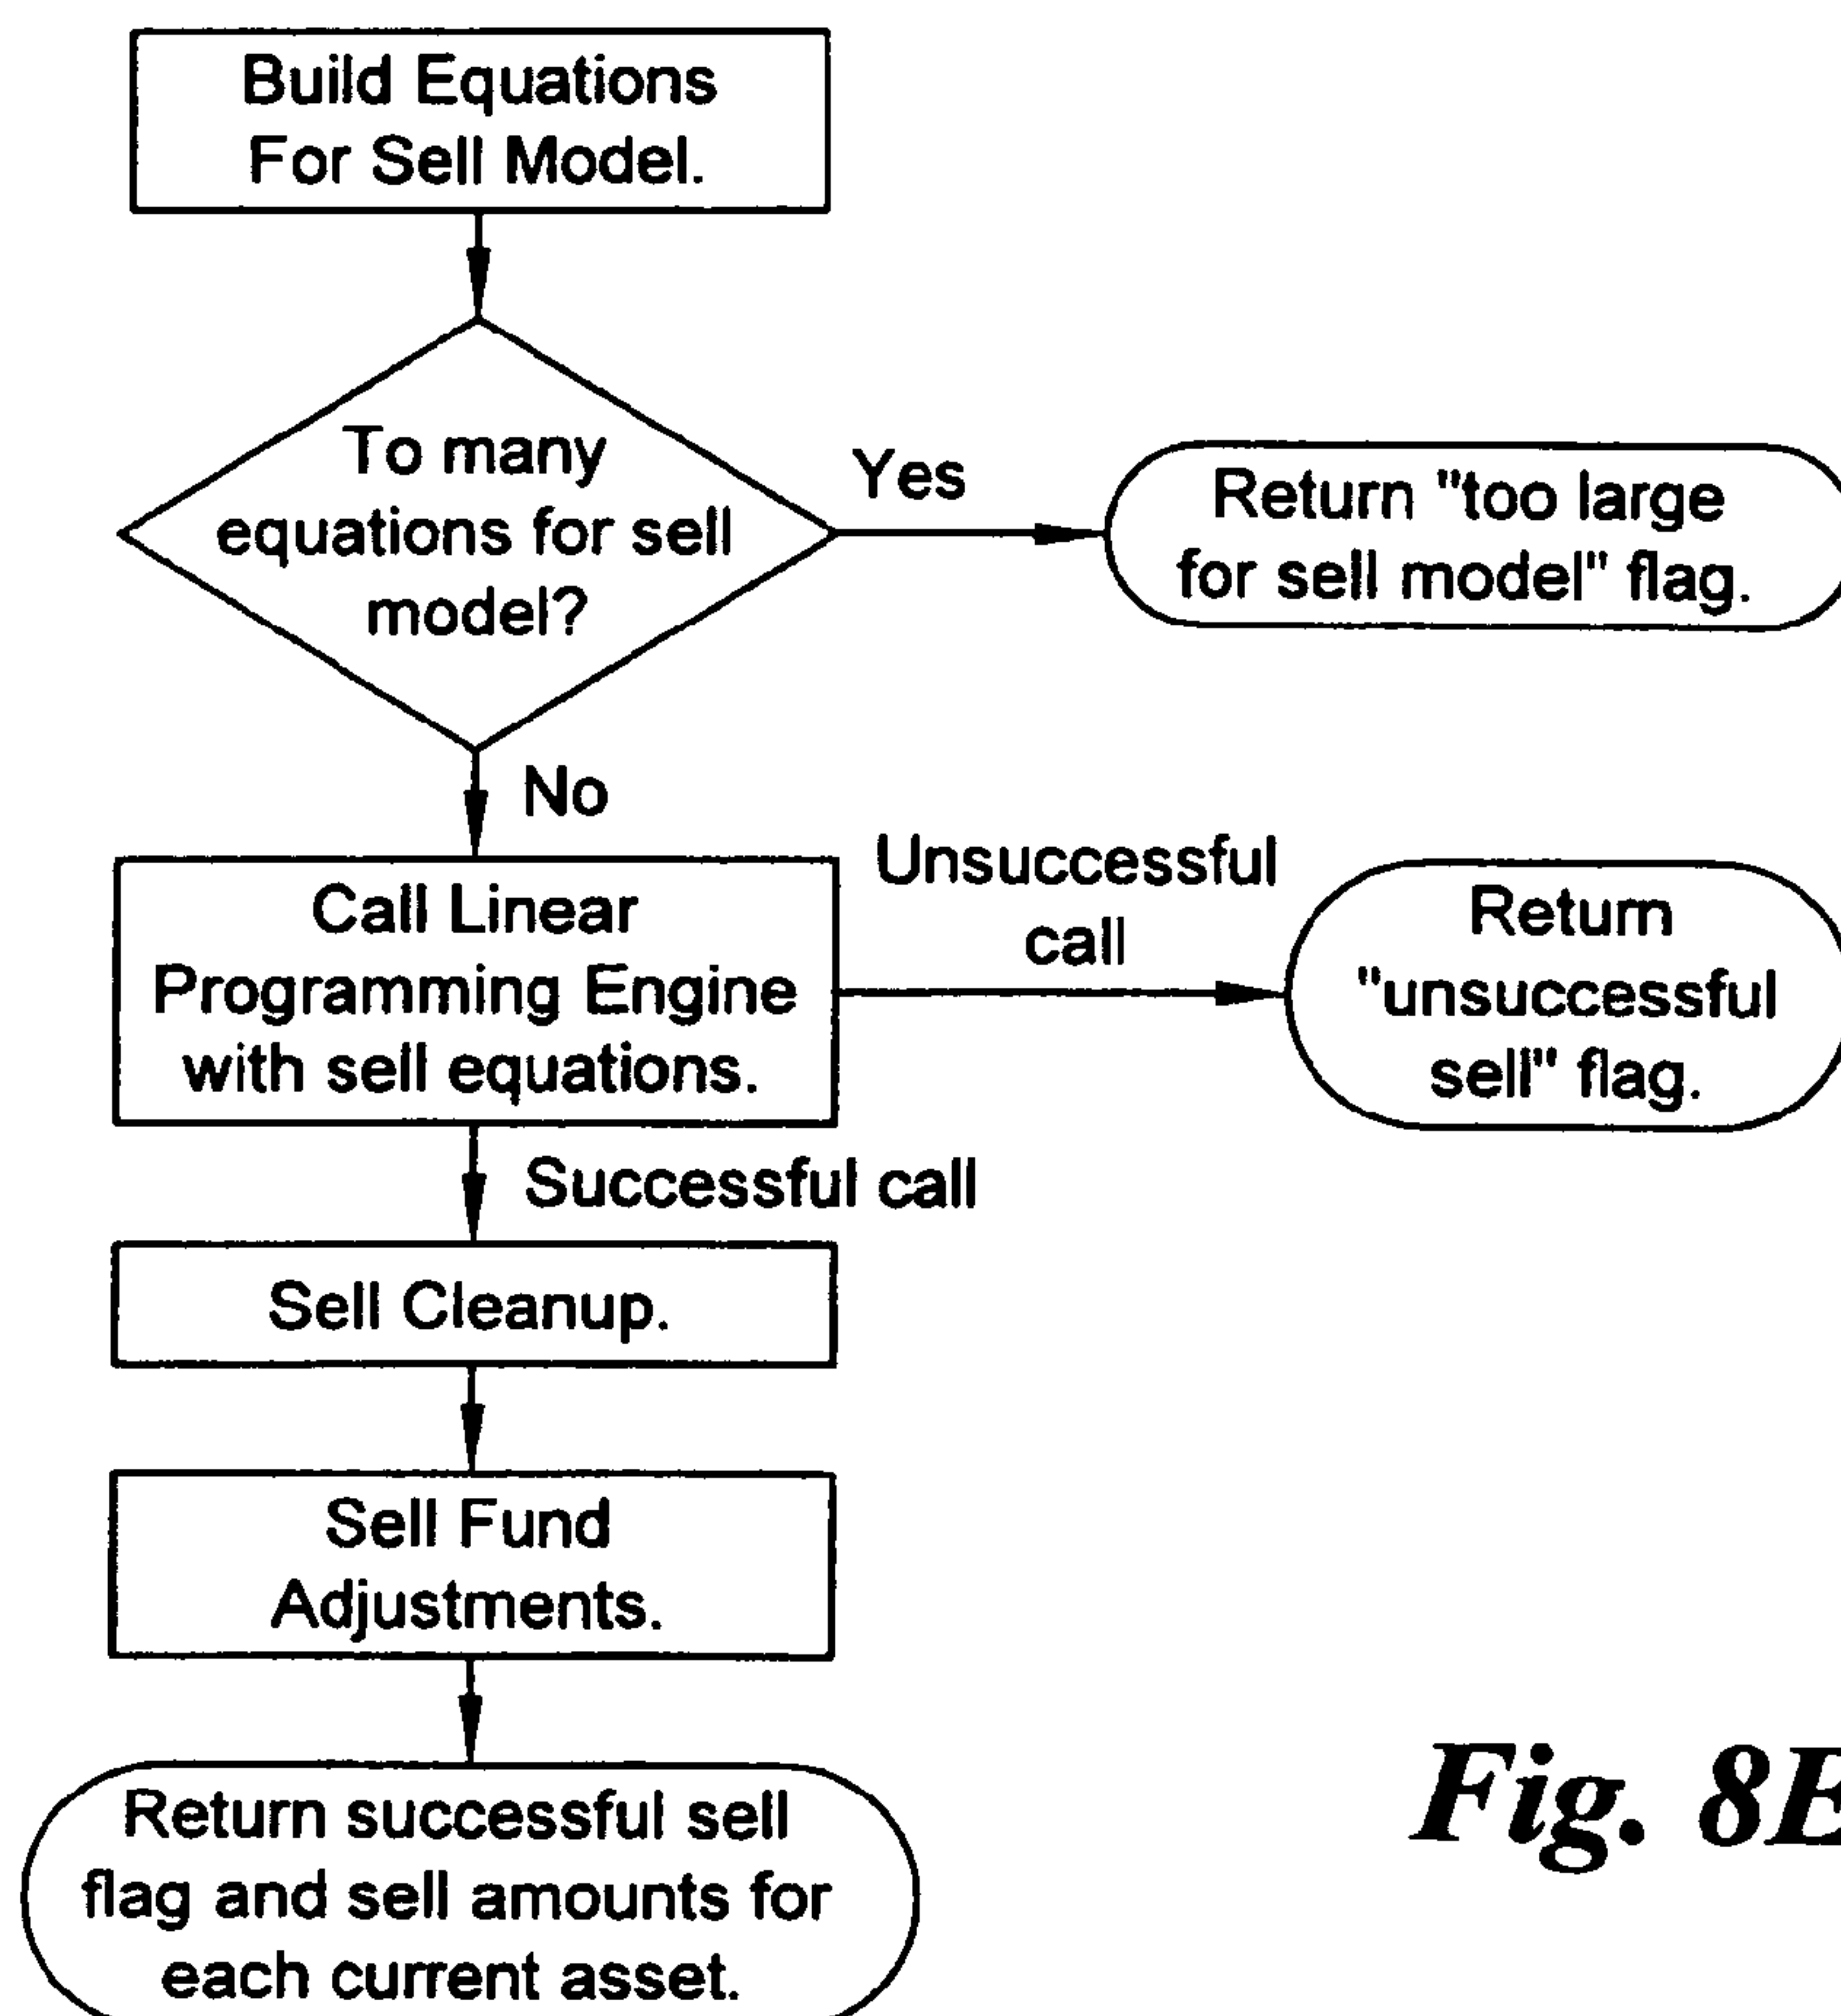 Build Equations
For Sell Model.
To many
equations for sell
model?
Yes
Return "too large
for sell model" flag.
No
Call Linear
Programming Engine
with sell equations.
Unsuccessful
call
Return
"unsuccessful
sell" flag.
Successful call
Sell Cleanup.
Sell Fund
Adjustments.
Return successful sell
flag and sell amounts for
each current asset.
Fig. 8E